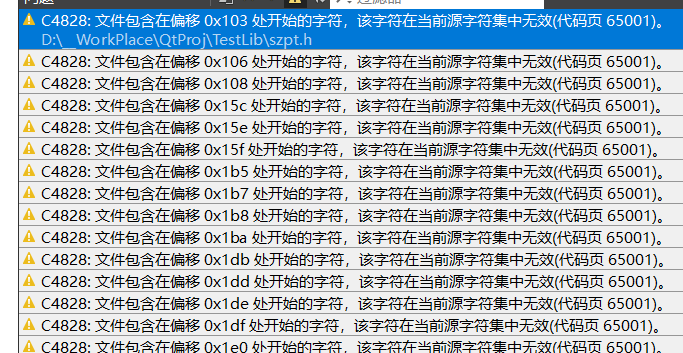 C4828: 文件包含在偏移 0x103 处开始的字符，该字符在当前源字符集中无效(代码页 65001)。
D:\__WorkPlace\QtProj\TestLib\szpt.h
C4828: 文件包含在偏移 0x106 处开始的字符，该字符在当前源字符集中无效(代码页 65001)。
C4828: 文件包含在偏移 0x108 处开始的字符，该字符在当前源字符集中无效(代码页 65001)。
C4828: 文件包含在偏移 0x15c 处开始的字符，该字符在当前源字符集中无效(代码页 65001)。
C4828: 文件包含在偏移 0x15e 处开始的字符，该字符在当前源字符集中无效(代码页 65001)。
C4828: 文件包含在偏移 0x15f 处开始的字符，该字符在当前源字符集中无效(代码页 65001)。
C4828: 文件包含在偏移 0x1b5 处开始的字符，该字符在当前源字符集中无效(代码页 65001)。
C4828: 文件包含在偏移 0x1b7 处开始的字符，该字符在当前源字符集中无效(代码页 65001)。
C4828: 文件包含在偏移 0x1b8 处开始的字符，该字符在当前源字符集中无效(代码页 65001)。
C4828: 文件包含在偏移 0x1ba 处开始的字符，该字符在当前源字符集中无效(代码页 65001)。
C4828: 文件包含在偏移 0x1db 处开始的字符，该字符在当前源字符集中无效(代码页 65001)。
C4828: 文件包含在偏移 0x1dd 处开始的字符，该字符在当前源字符集中无效(代码页 65001)。
C4828: 文件包含在偏移 0x1de 处开始的字符，该字符在当前源字符集中无效(代码页 65001)。
C4828: 文件包含在偏移 0x1df 处开始的字符，该字符在当前源字符集中无效(代码页 65001)。
C4828: 文件包含在偏移 0x1e0 处开始的字符，该字符在当前源字符集中无效(代码页 65001)。